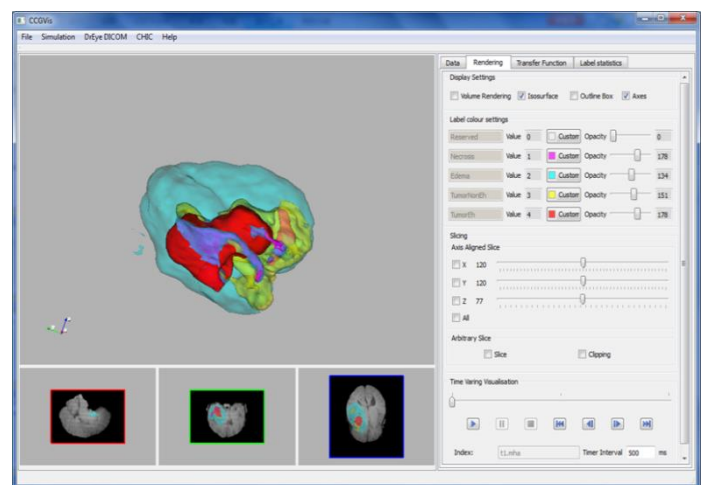 CCGVis
File Simulation DrEye DICOM CHIC Help
Data Rendering Transfer Function Label statistics
Display Settings
Volume Rendering Isosurface Outline Box Axes
Label colour settings
Reserved Value 0 Custom Opacity 0
Necrosis Value 1 Custom Opacity 178
Edema Value 2 Custom Opacity 134
TumorNonEh Value 3 Custom Opacity 151
TumorEh Value 4 Custom Opacity 178
Slicing
Axis Aligned Slice
X 120
Y 120
Z 77
All
Arbitrary Slice
Slice Clipping
Time Varing Visualisation
Index: t1.mha Timer Interval 500 ms